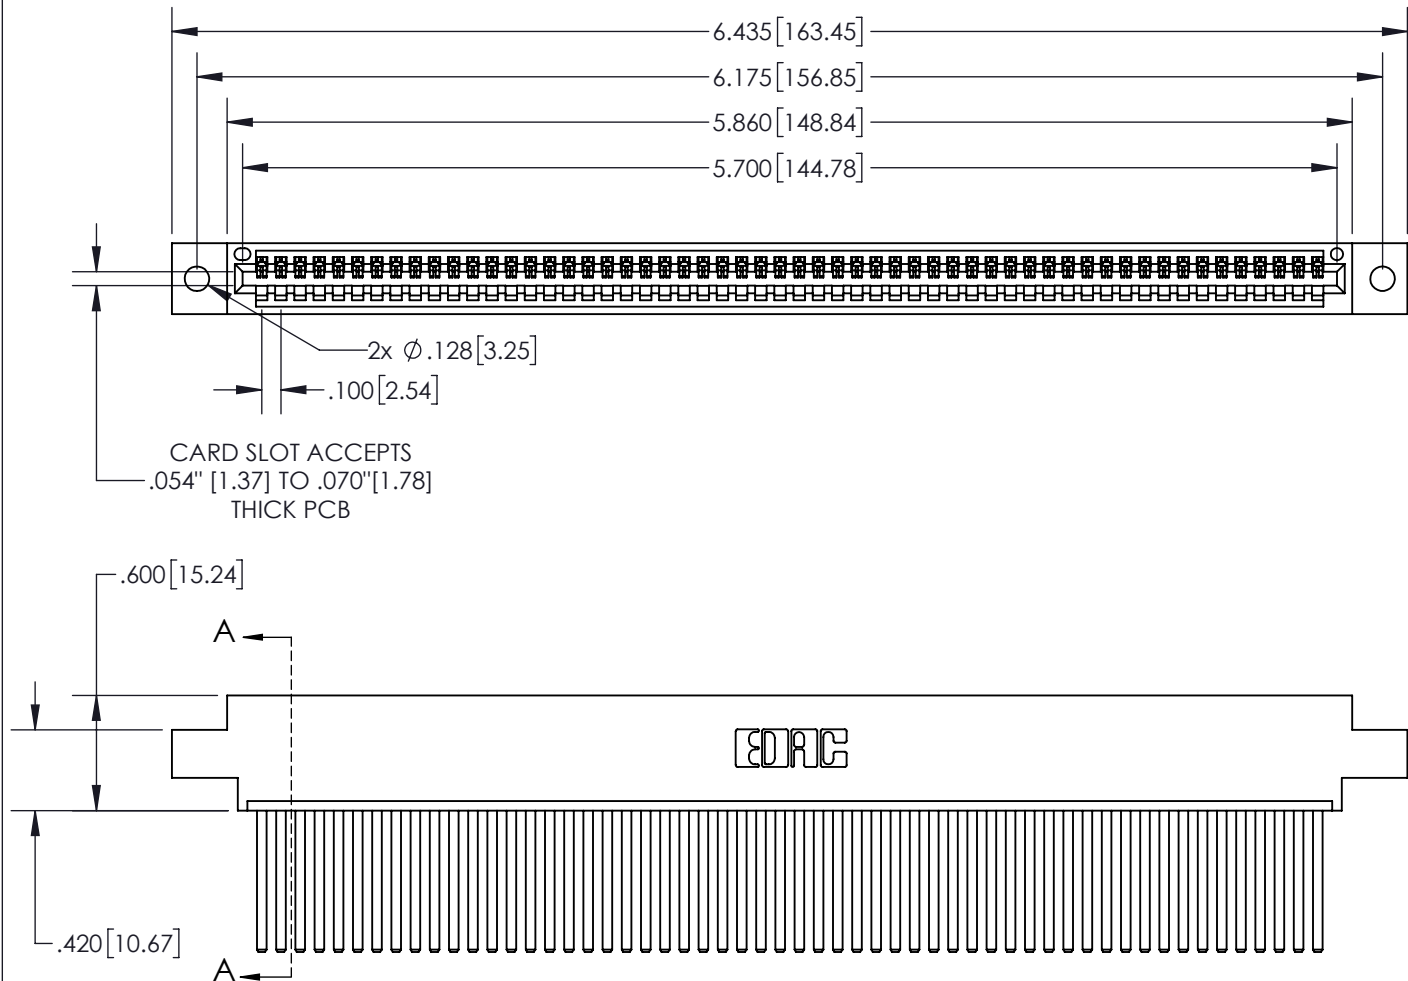 6.435[163.45]
6.175[156.85]
5.860[148.84]
5.700[144.78]
2x Ø.128[3.25]
.100[2.54]
CARD SLOT ACCEPTS
.054" [1.37] TO .070"[1.78]
THICK PCB
.600[15.24]
A
EDAC
.420[10.67]
A